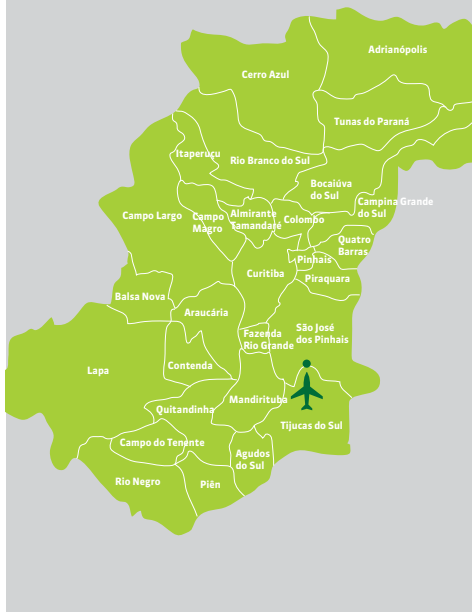 Adrianópolis
Cerro Azul
Tunas do Paraná
Itaperuçu
Rio Branco do Sul
Bocaiúva
do Sul
Campina Grande
do Sul
Campo Largo
Campo
Magro
Almirante
Tamandaré
Colombo
Quatro
Barras
Pinhais
Curitiba
Piraquara
Balsa Nova
Araucária
São José
dos Pinhais
Fazenda
Rio Grande
Lapa
Contenda
Mandirituba
Quitandinha
Tijucas do Sul
Campo do Tenente
Agudos
do Sul
Rio Negro
Piên